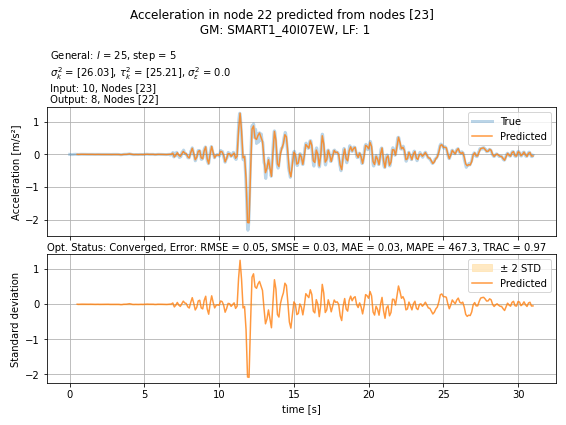 Acceleration in node 22 predicted from nodes [23]
GM: SMART1_40I07EW, LF: 1
General: l = 25, step = 5
σ²ₖ = [26.03], τ²ₖ = [25.21], σ²ₑ = 0.0
Input: 10, Nodes [23]
Output: 8, Nodes [22]
True
Predicted
Acceleration [m/s²]
1
0
−1
−2
Opt. Status: Converged, Error: RMSE = 0.05, SMSE = 0.03, MAE = 0.03, MAPE = 467.3, TRAC = 0.97
± 2 STD
Predicted
Standard deviation
1
0
−1
−2
0 5 10 15 20 25 30
time [s]